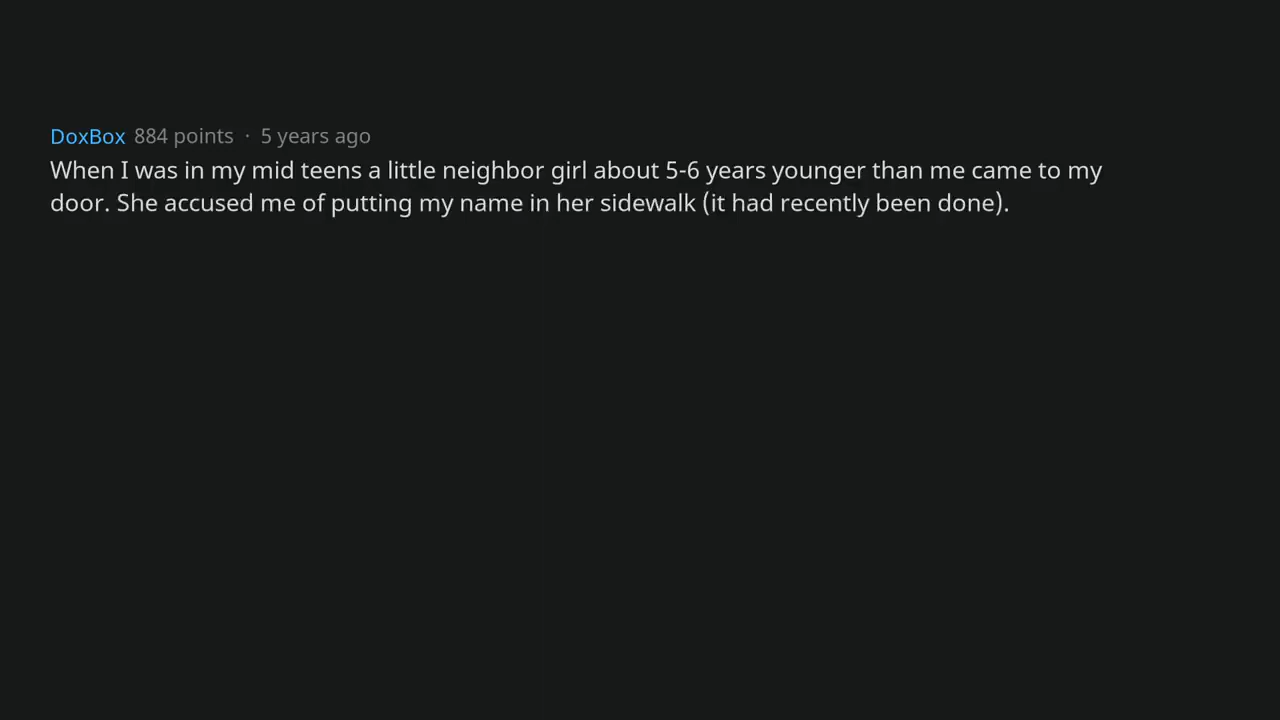 DoxBox 884 points · 5 years ago
When I was in my mid teens a little neighbor girl about 5-6 years younger than me came to my
door. She accused me of putting my name in her sidewalk (it had recently been done).